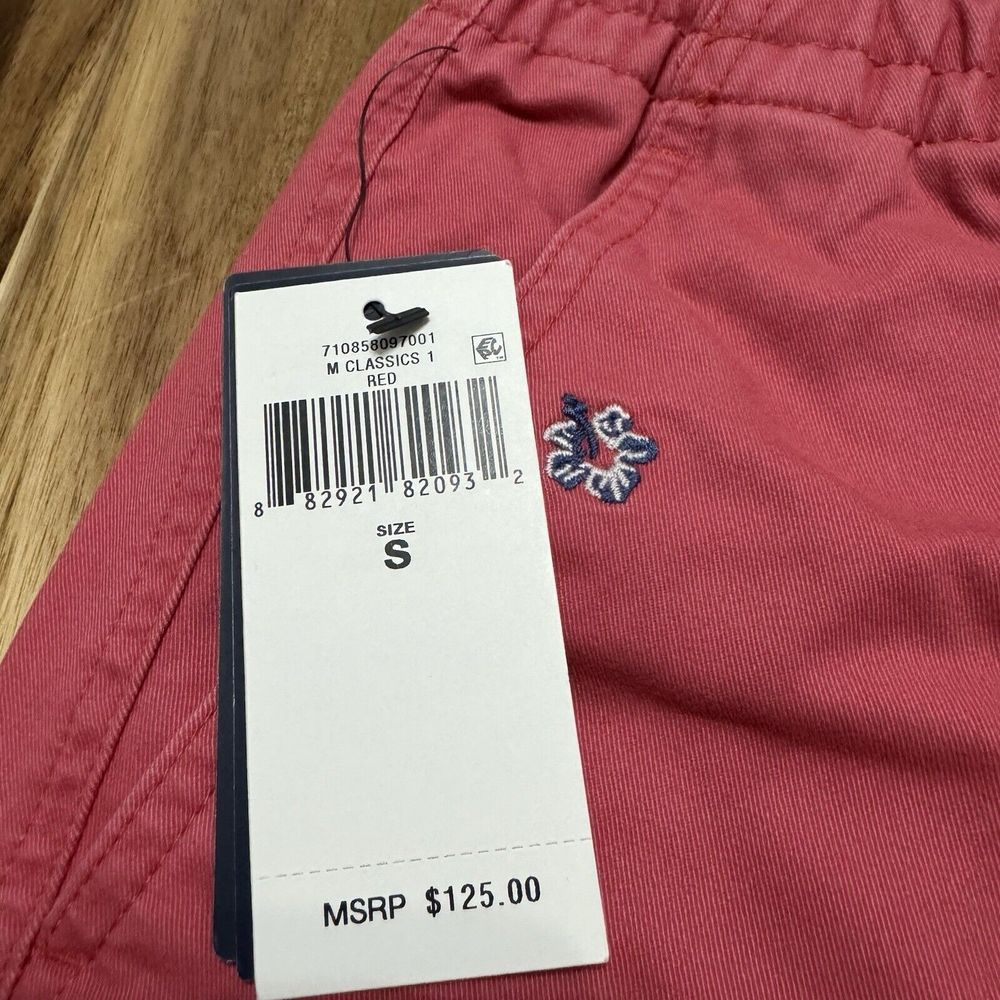 710858097001
M CLASSICS 1
RED
8 82921 82093 2
SIZE
S
MSRP $125.00